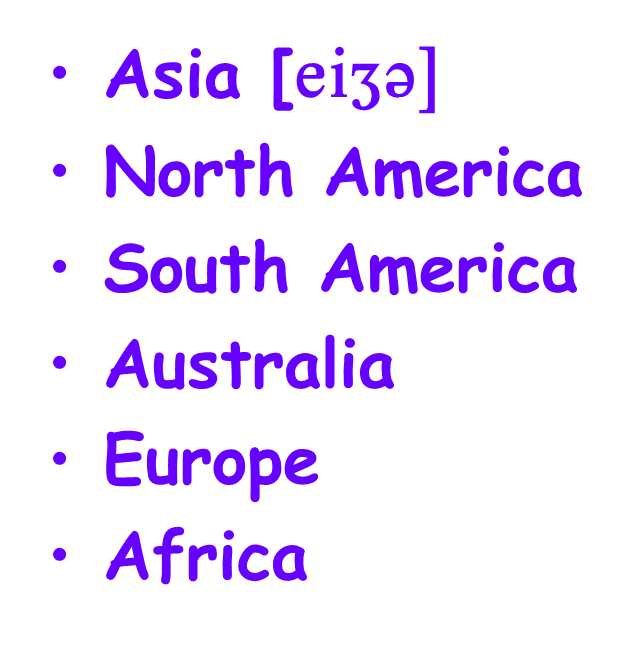 • Asia [eiʒə]
• North America
• South America
• Australia
• Europe
• Africa